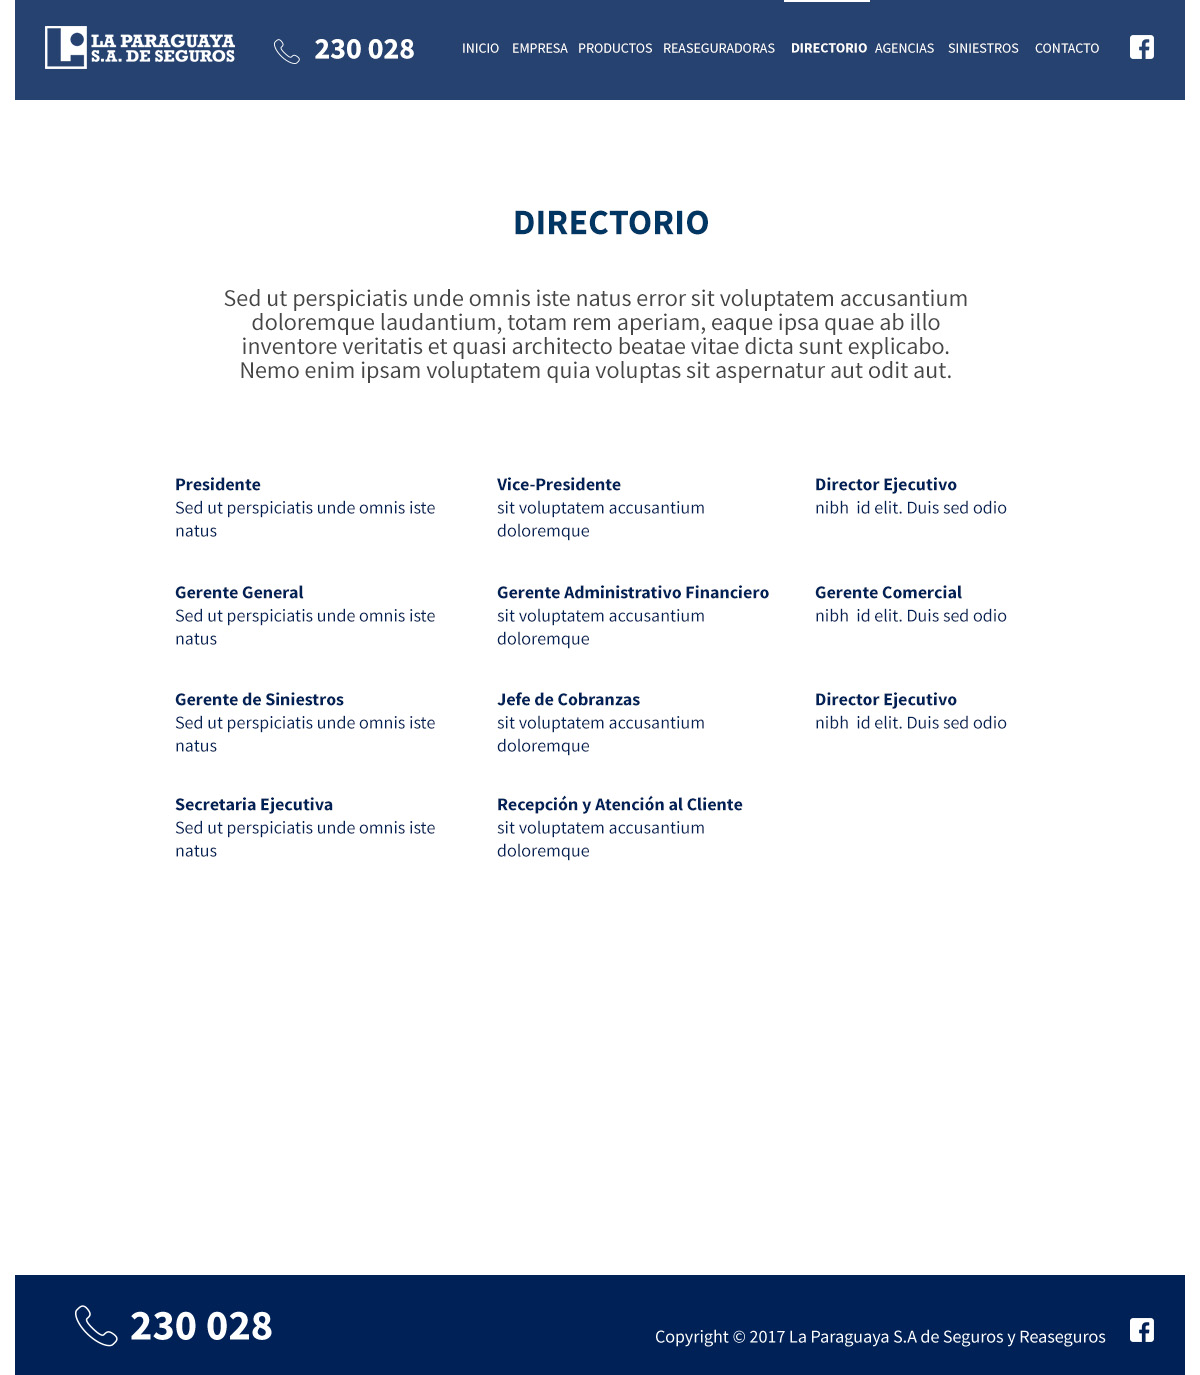 LA PARAGUAYA
S.A. DE SEGUROS
230 028
INICIO EMPRESA PRODUCTOS REASEGURADORAS DIRECTORIO AGENCIAS SINIESTROS CONTACTO
DIRECTORIO
Sed ut perspiciatis unde omnis iste natus error sit voluptatem accusantium
doloremque laudantium, totam rem aperiam, eaque ipsa quae ab illo
inventore veritatis et quasi architecto beatae vitae dicta sunt explicabo.
Nemo enim ipsam voluptatem quia voluptas sit aspernatur aut odit aut.
Presidente
Sed ut perspiciatis unde omnis iste
natus
Vice-Presidente
sit voluptatem accusantium
doloremque
Director Ejecutivo
nibh  id elit. Duis sed odio
Gerente General
Sed ut perspiciatis unde omnis iste
natus
Gerente Administrativo Financiero
sit voluptatem accusantium
doloremque
Gerente Comercial
nibh  id elit. Duis sed odio
Gerente de Siniestros
Sed ut perspiciatis unde omnis iste
natus
Jefe de Cobranzas
sit voluptatem accusantium
doloremque
Director Ejecutivo
nibh  id elit. Duis sed odio
Secretaria Ejecutiva
Sed ut perspiciatis unde omnis iste
natus
Recepción y Atención al Cliente
sit voluptatem accusantium
doloremque
230 028
Copyright © 2017 La Paraguaya S.A de Seguros y Reaseguros